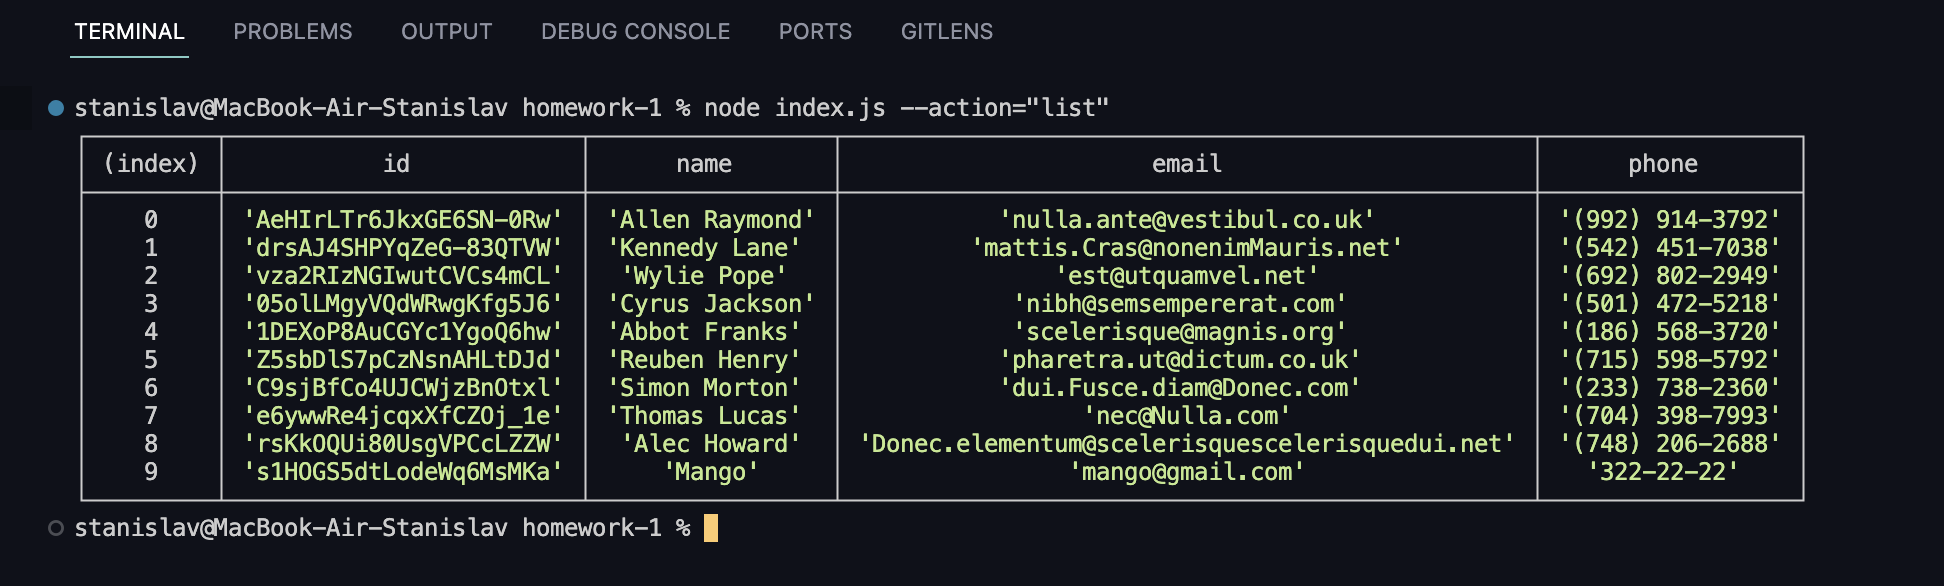 TERMINAL PROBLEMS OUTPUT DEBUG CONSOLE PORTS GITLENS
stanislav@MacBook-Air-Stanislav homework-1 % node index.js --action="list"
(index) id name email phone
0 'AeHIrLTr6JkxGE6SN-0Rw' 'Allen Raymond' 'nulla.ante@vestibul.co.uk' '(992) 914-3792'
1 'drsAJ4SHPYqZeG-83QTVW' 'Kennedy Lane' 'mattis.Cras@nonenimMauris.net' '(542) 451-7038'
2 'vza2RIzNGIwutCVCs4mCL' 'Wylie Pope' 'est@utquamvel.net' '(692) 802-2949'
3 '05olLMgyVQdWRwgKfg5J6' 'Cyrus Jackson' 'nibh@semsempererat.com' '(501) 472-5218'
4 '1DEXoP8AuCGYc1YgoQ6hw' 'Abbot Franks' 'scelerisque@magnis.org' '(186) 568-3720'
5 'Z5sbDlS7pCzNsnAHLtDJd' 'Reuben Henry' 'pharetra.ut@dictum.co.uk' '(715) 598-5792'
6 'C9sjBfCo4UJCWjzBnOtxl' 'Simon Morton' 'dui.Fusce.diam@Donec.com' '(233) 738-2360'
7 'e6ywwRe4jcqxXfCZOj_1e' 'Thomas Lucas' 'nec@Nulla.com' '(704) 398-7993'
8 'rsKkOQUi80UsgVPCcLZZW' 'Alec Howard' 'Donec.elementum@scelerisquescelerisquedui.net' '(748) 206-2688'
9 's1HOGS5dtLodeWq6MsMKa' 'Mango' 'mango@gmail.com' '322-22-22'
stanislav@MacBook-Air-Stanislav homework-1 %